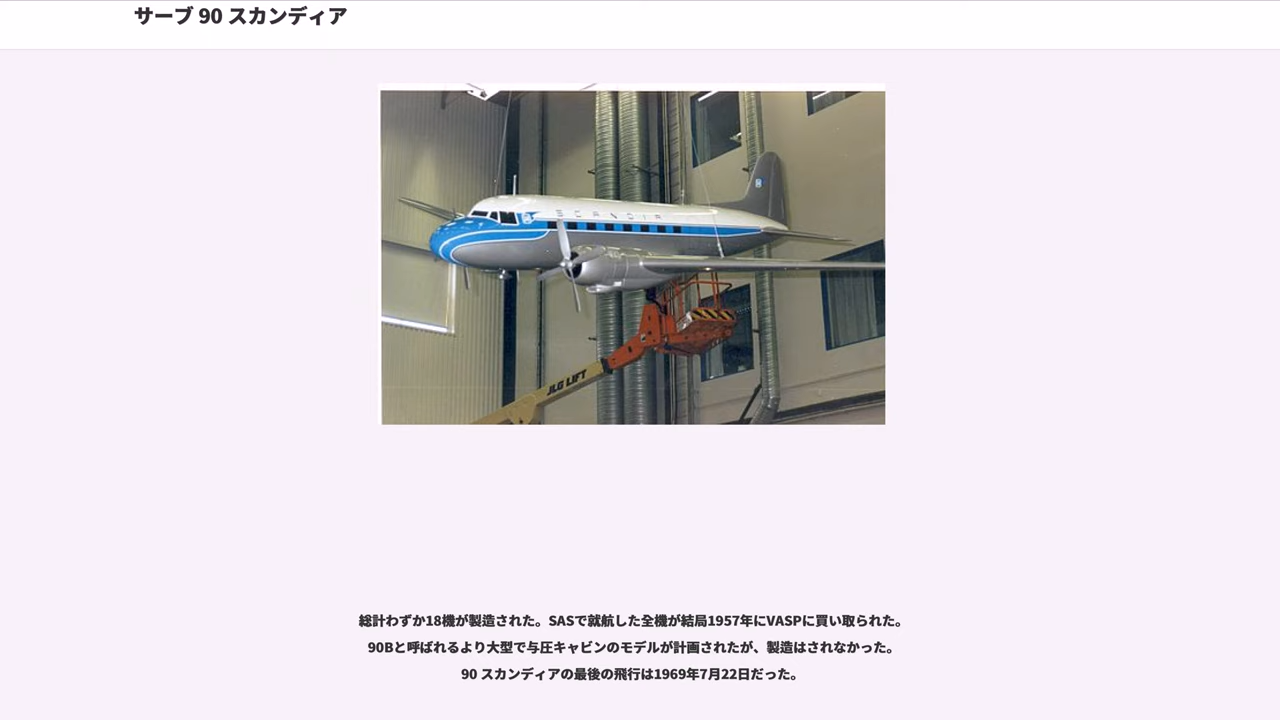 サーブ 90 スカンディア
SCANDIA
JLG LIFT
総計わずか18機が製造された。SASで就航した全機が結局1957年にVASPに買い取られた。
90Bと呼ばれるより大型で与圧キャビンのモデルが計画されたが、製造はされなかった。
90 スカンディアの最後の飛行は1969年7月22日だった。